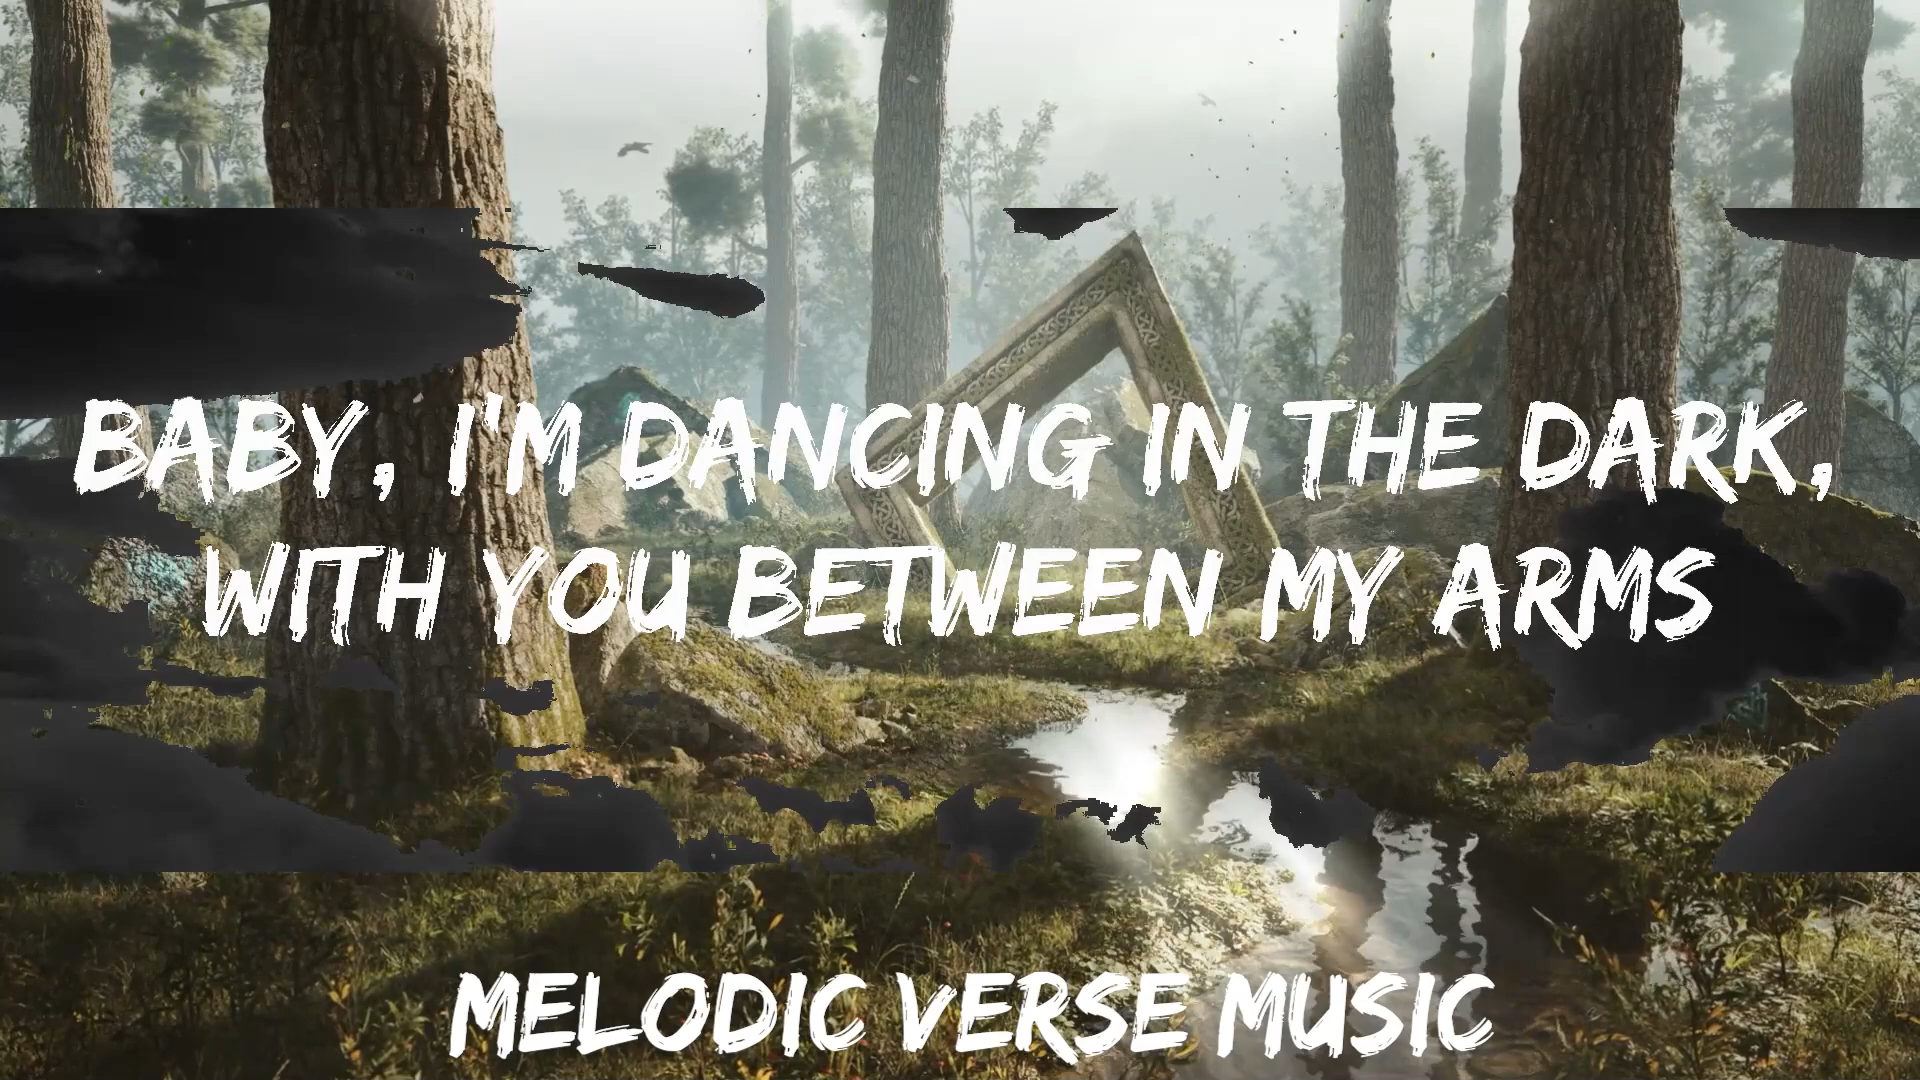 BABY, I'M DANCING IN THE DARK,
WITH YOU BETWEEN MY ARMS
MELODIC VERSE MUSIC